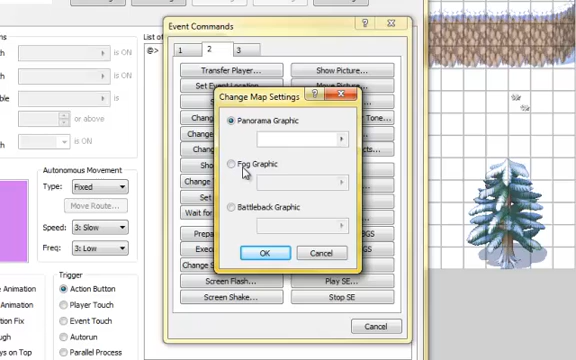 Event Commands
is ON
is ON
is
or above
Autonomous Movement
Type: Fixed
Move Route...
Speed: 3: Slow
Freq: 3: Low
Trigger
Action Button
Player Touch
Event Touch
Autorun
Parallel Process
List of
@>
1 2 3
Transfer Player... Show Picture...
Set Event Location
Screen Flash... Play SE...
Screen Shake... Stop SE
Cancel
Change Map Settings
Panorama Graphic
Fog Graphic
Battleback Graphic
OK Cancel